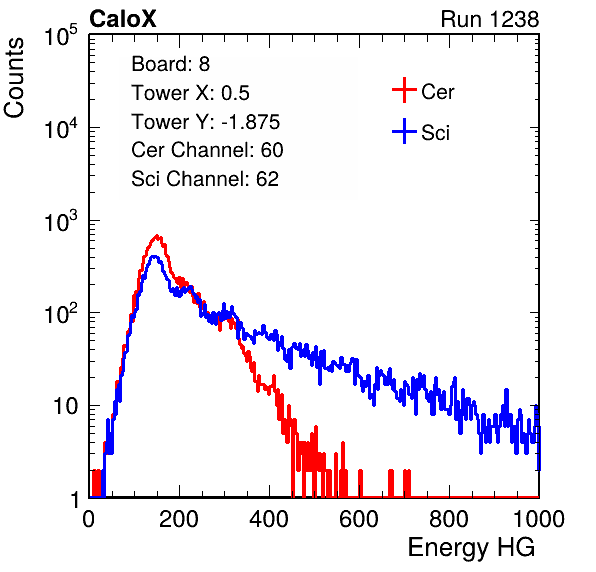 CaloX Run 1238
Counts
Board: 8
Tower X: 0.5
Tower Y: -1.875
Cer Channel: 60
Sci Channel: 62
Cer
Sci
10^5
10^4
10^3
10^2
10
1
0 200 400 600 800 1000
Energy HG